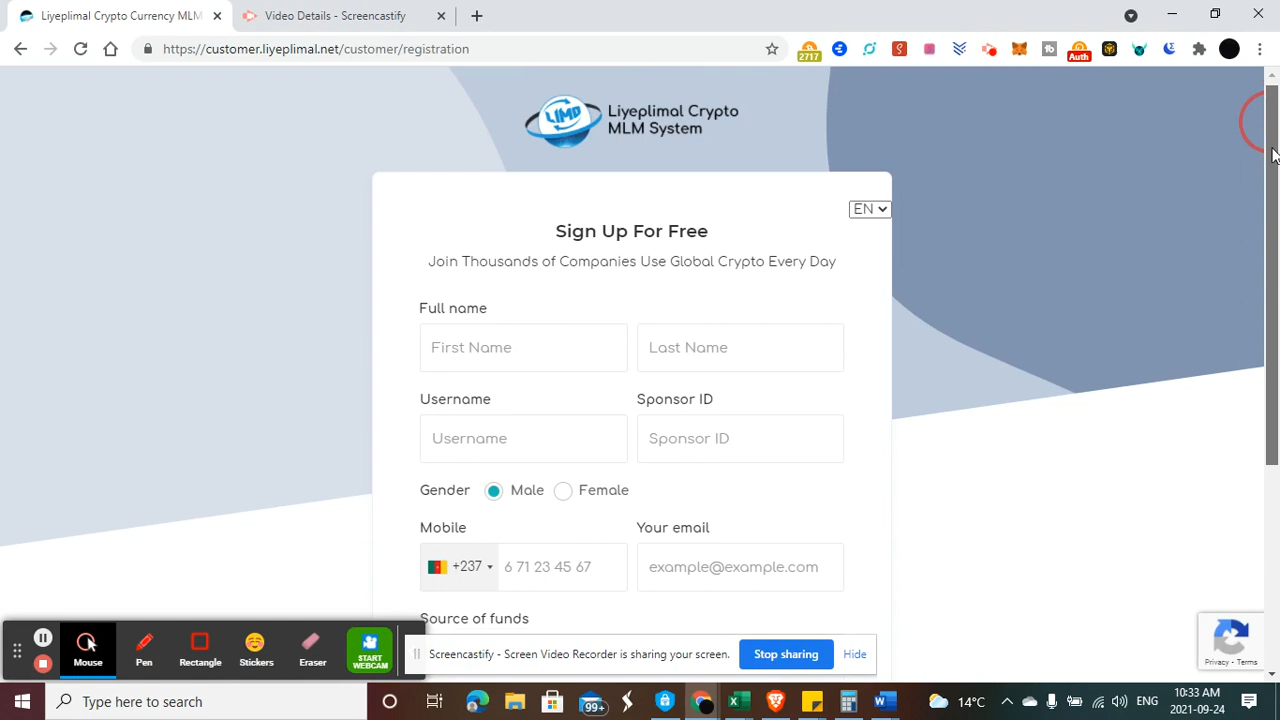 Liyeplimal Crypto Currency MLM
Video Details - Screencastify
https://customer.liyeplimal.net/customer/registration
2717
Auth
LIMO
Liyeplimal Crypto
MLM System
EN
Sign Up For Free
Join Thousands of Companies Use Global Crypto Every Day
Full name
First Name
Last Name
Username
Sponsor ID
Username
Sponsor ID
Gender
Male
Female
Mobile
Your email
+237
6 71 23 45 67
example@example.com
Source of funds
Mouse
Pen
Rectangle
Stickers
Eraser
START
WEBCAM
Screencastify - Screen Video Recorder is sharing your screen.
Stop sharing
Hide
Privacy - Terms
Type here to search
99+
14°C
ENG
10:33 AM
2021-09-24